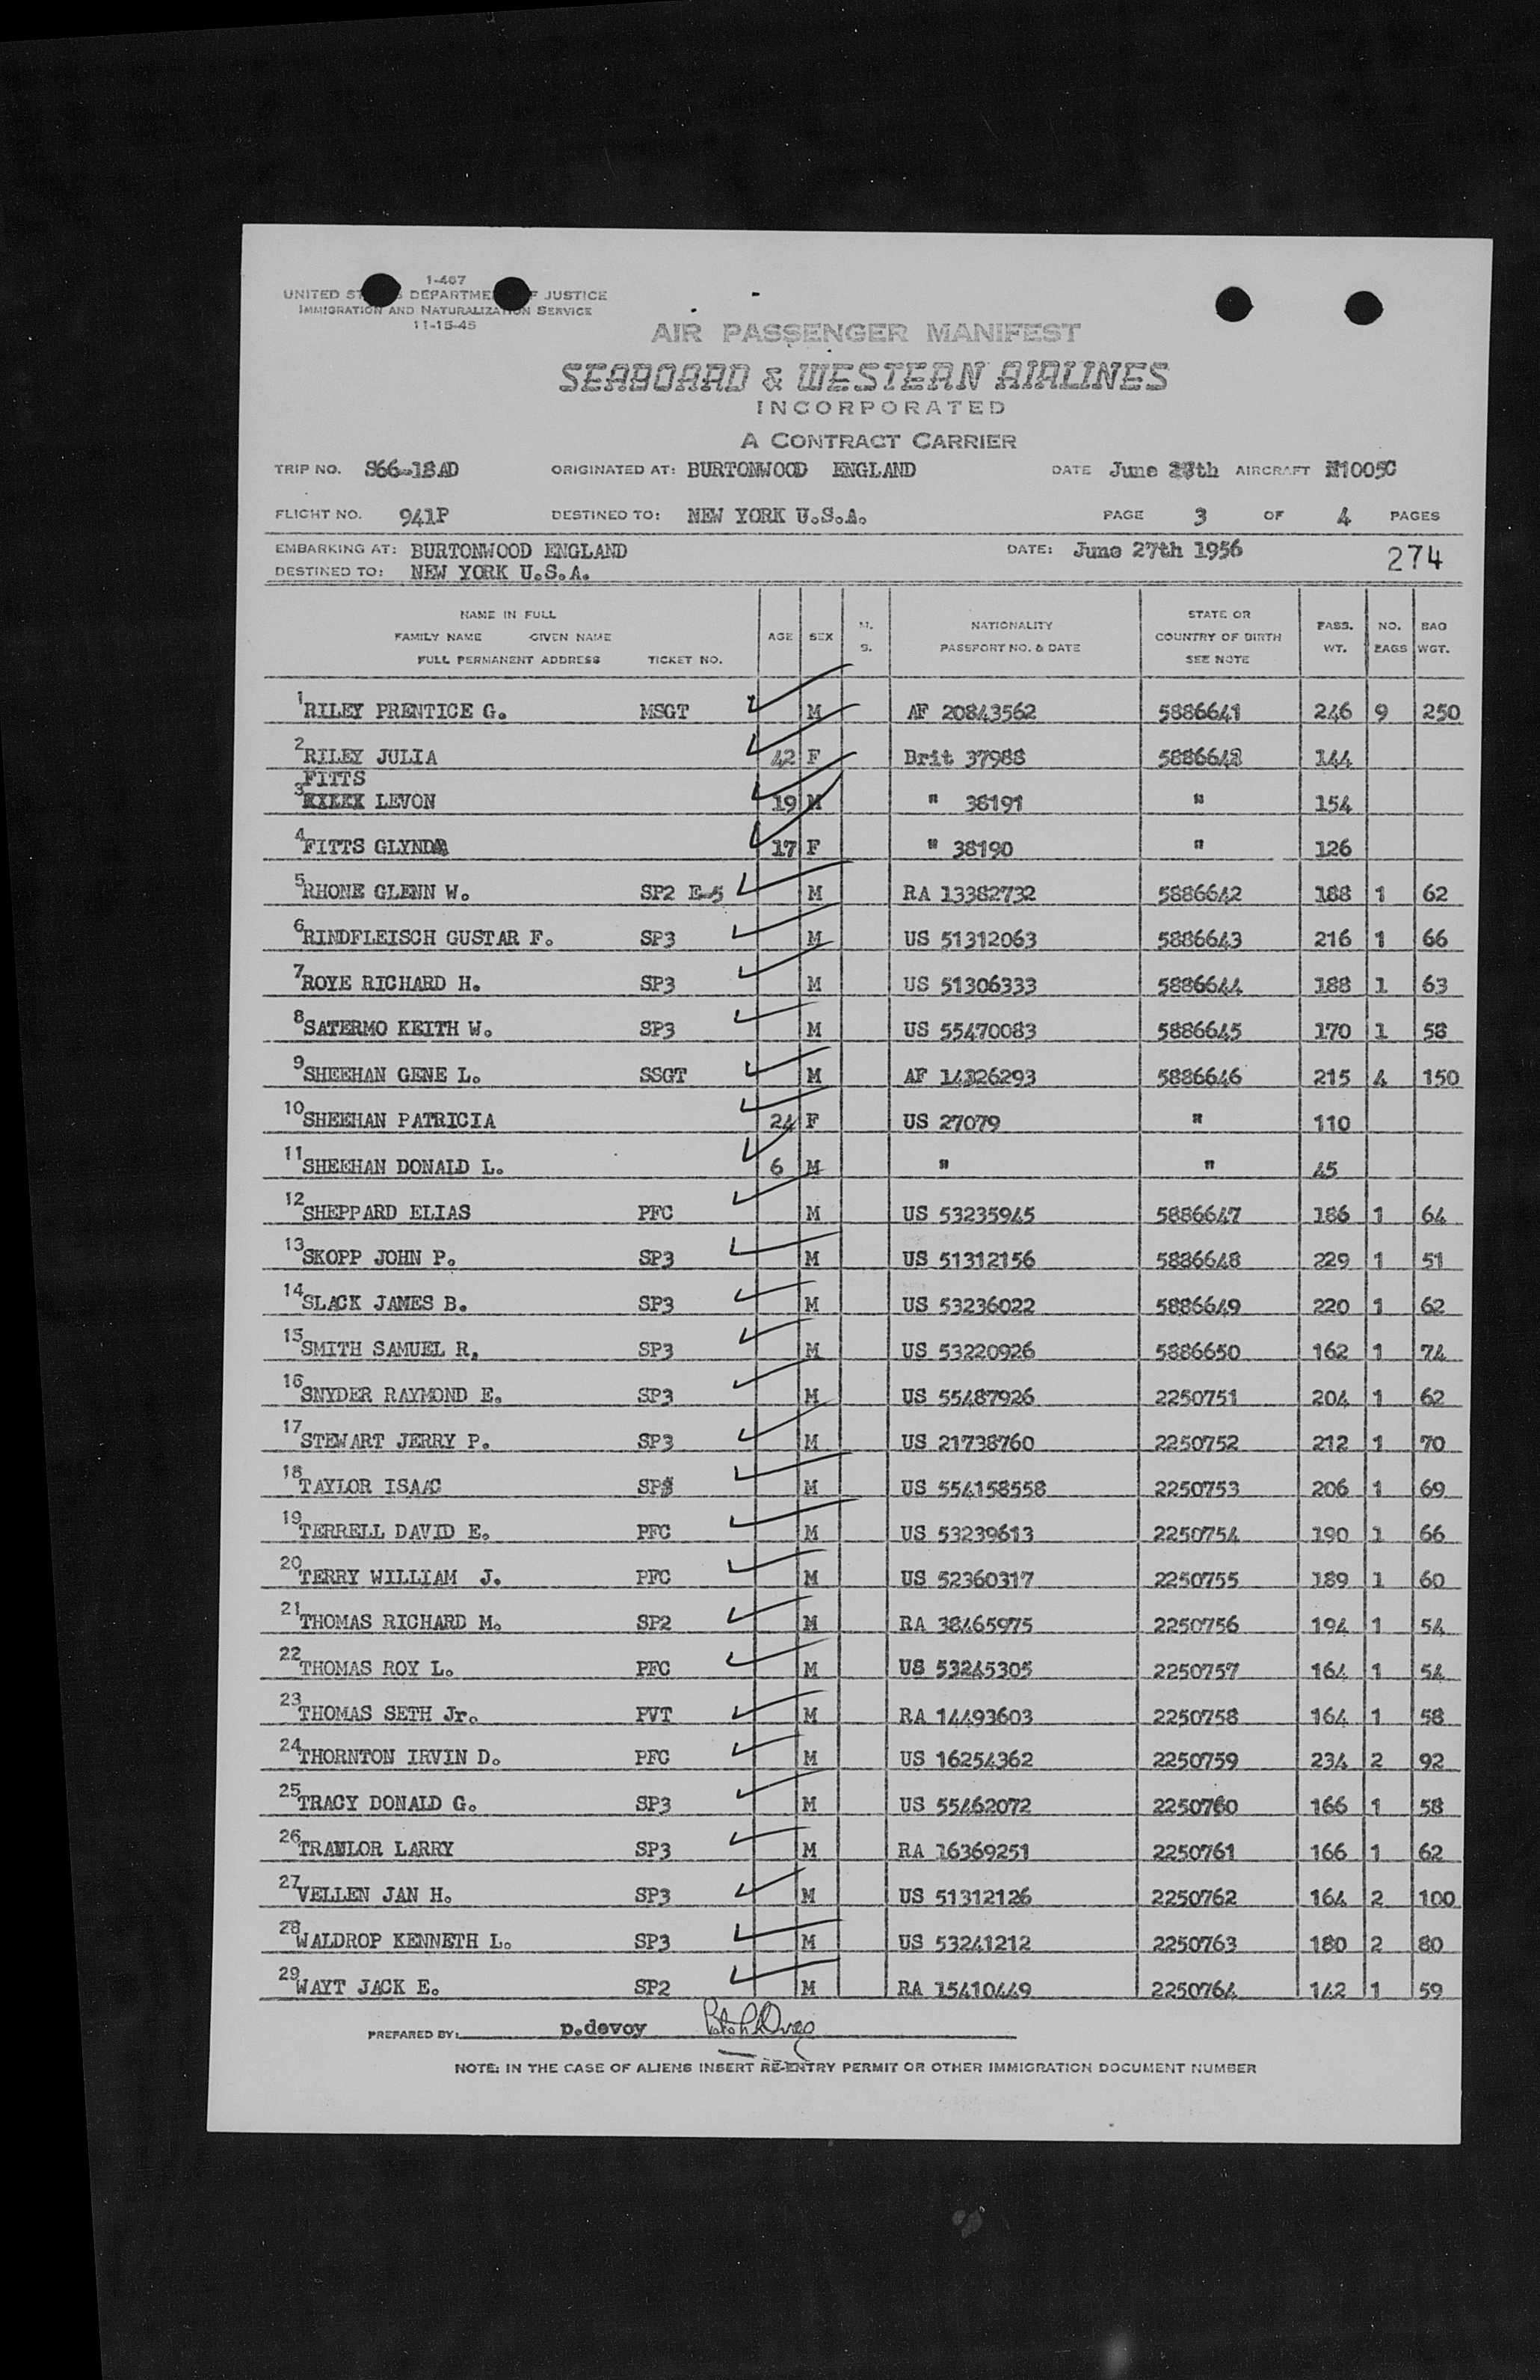 1-467
UNITED ST S DEPARTME F JUSTICE
IMMIGRATION AND NATURALIZATION SERVICE
11-15-45
AIR PASSENGER MANIFEST
SEABOARD & WESTERN AIRLINES
INCORPORATED
A CONTRACT CARRIER
TRIP NO. S66-18AD ORIGINATED AT: BURTONWOOD ENGLAND DATE June 27th AIRCRAFT N1005C
FLIGHT NO. 941P DESTINED TO: NEW YORK U.S.A. PAGE 3 OF 4 PAGES
EMBARKING AT: BURTONWOOD ENGLAND DATE: June 27th 1956 274
DESTINED TO: NEW YORK U.S.A.
NAME IN FULL
FAMILY NAME GIVEN NAME
FULL PERMANENT ADDRESS TICKET NO. AGE SEX M. S. NATIONALITY PASSPORT NO. & DATE STATE OR COUNTRY OF BIRTH SEE NOTE PASS. WT. NO. BAGS BAG WGT.
1 RILEY PRENTICE G. MSGT M AF 20843562 5886641 246 9 250
2 RILEY JULIA 42 F Brit 37988 5886642 144
FITTS
3 LEVON 19 M " 38191 " 154
4 FITTS GLYNDA 17 F " 38190 " 126
5 RHONE GLENN W. SP2 E-5 M RA 13382732 5886642 188 1 62
6 RINDFLEISCH GUSTAR F. SP3 M US 51312063 5886643 216 1 66
7 ROYE RICHARD H. SP3 M US 51306333 5886644 188 1 63
8 SATERMO KEITH W. SP3 M US 55470083 5886645 170 1 58
9 SHEEHAN GENE L. SSGT M AF 14326293 5886646 215 4 150
10 SHEEHAN PATRICIA 24 F US 27079 " 110
11 SHEEHAN DONALD L. 6 M " " 45
12 SHEPPARD ELIAS PFC M US 53235945 5886647 186 1 64
13 SKOPP JOHN P. SP3 M US 51312156 5886648 229 1 51
14 SLACK JAMES B. SP3 M US 53236022 5886649 220 1 62
15 SMITH SAMUEL R. SP3 M US 53220926 5886650 162 1 74
16 SNYDER RAYMOND E. SP3 M US 55487926 2250751 204 1 62
17 STEWART JERRY P. SP3 M US 21738760 2250752 212 1 70
18 TAYLOR ISAAC SP3 M US 554158558 2250753 206 1 69
19 TERRELL DAVID E. PFC M US 53239613 2250754 190 1 66
20 TERRY WILLIAM J. PFC M US 52360317 2250755 189 1 60
21 THOMAS RICHARD M. SP2 M RA 38465975 2250756 194 1 54
22 THOMAS ROY L. PFC M US 53245305 2250757 164 1 54
23 THOMAS SETH Jr. PVT M RA 14493603 2250758 164 1 58
24 THORNTON IRVIN D. PFC M US 16254362 2250759 234 2 92
25 TRACY DONALD G. SP3 M US 55462072 2250760 166 1 58
26 LARRY SP3 M RA 16369251 2250761 166 1 62
27 VELLEN JAN H. SP3 M US 51312126 2250762 164 2 100
28 WALDROP KENNETH L. SP3 M US 53241212 2250763 180 2 80
29 WAYT JACK E. SP2 M RA 15410449 2250764 142 1 59
PREPARED BY: p.devoy
NOTE: IN THE CASE OF ALIENS INSERT RE-ENTRY PERMIT OR OTHER IMMIGRATION DOCUMENT NUMBER